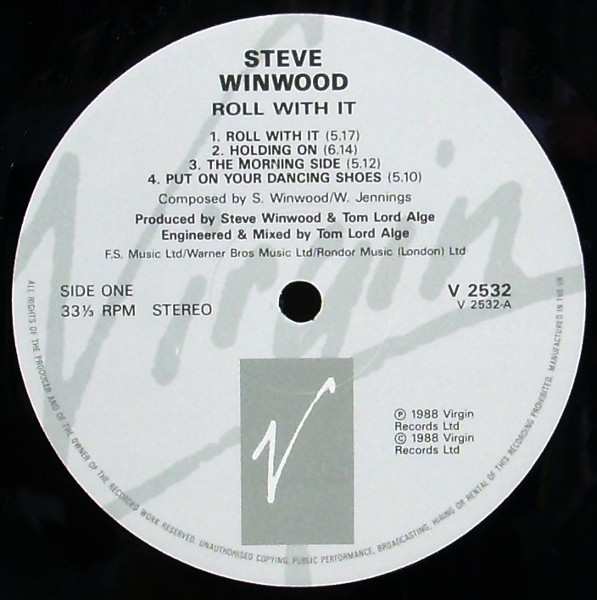 STEVE
WINWOOD
ROLL WITH IT
1. ROLL WITH IT (5.17)
2. HOLDING ON (6.14)
3. THE MORNING SIDE (5.12)
4. PUT ON YOUR DANCING SHOES (5.10)
Composed by S. Winwood/W. Jennings
Produced by Steve Winwood & Tom Lord Alge
Engineered & Mixed by Tom Lord Alge
F.S. Music Ltd/Warner Bros Music Ltd/Rondor Music (London) Ltd
SIDE ONE
33⅓ RPM STEREO
V 2532
V 2532-A
Virgin
V
Ⓟ 1988 Virgin
Records Ltd
© 1988 Virgin
Records Ltd
ALL RIGHTS OF THE PRODUCER AND OF THE OWNER OF THE RECORDED WORK RESERVED. UNAUTHORISED COPYING, PUBLIC PERFORMANCE, BROADCASTING, HIRING OR RENTAL OF THIS RECORDING PROHIBITED. MANUFACTURED IN THE UK